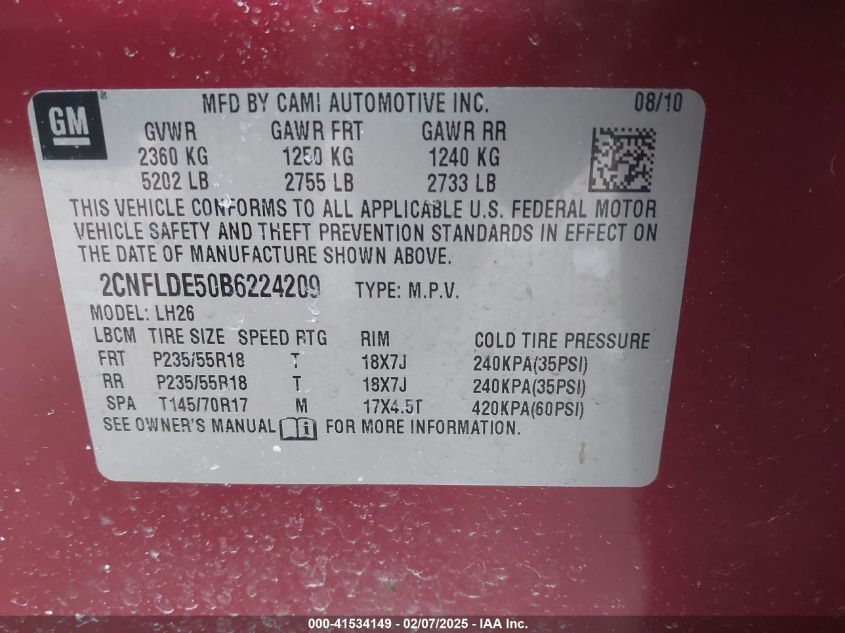 GM ® MFD BY CAMI AUTOMOTIVE INC. 08/10
GVWR GAWR FRT GAWR RR
2360 KG 1250 KG 1240 KG
5202 LB 2755 LB 2733 LB
THIS VEHICLE CONFORMS TO ALL APPLICABLE U.S. FEDERAL MOTOR
VEHICLE SAFETY AND THEFT PREVENTION STANDARDS IN EFFECT ON
THE DATE OF MANUFACTURE SHOWN ABOVE.
2CNFLDE50B6224209 TYPE: M.P.V.
MODEL: LH26
LBCM TIRE SIZE SPEED RTG RIM COLD TIRE PRESSURE
FRT P235/55R18 T 18X7J 240KPA(35PSI)
RR P235/55R18 T 18X7J 240KPA(35PSI)
SPA T145/70R17 M 17X4.5T 420KPA(60PSI)
SEE OWNER'S MANUAL i FOR MORE INFORMATION.
000-41534149 - 02/07/2025 - US - IAA Inc.